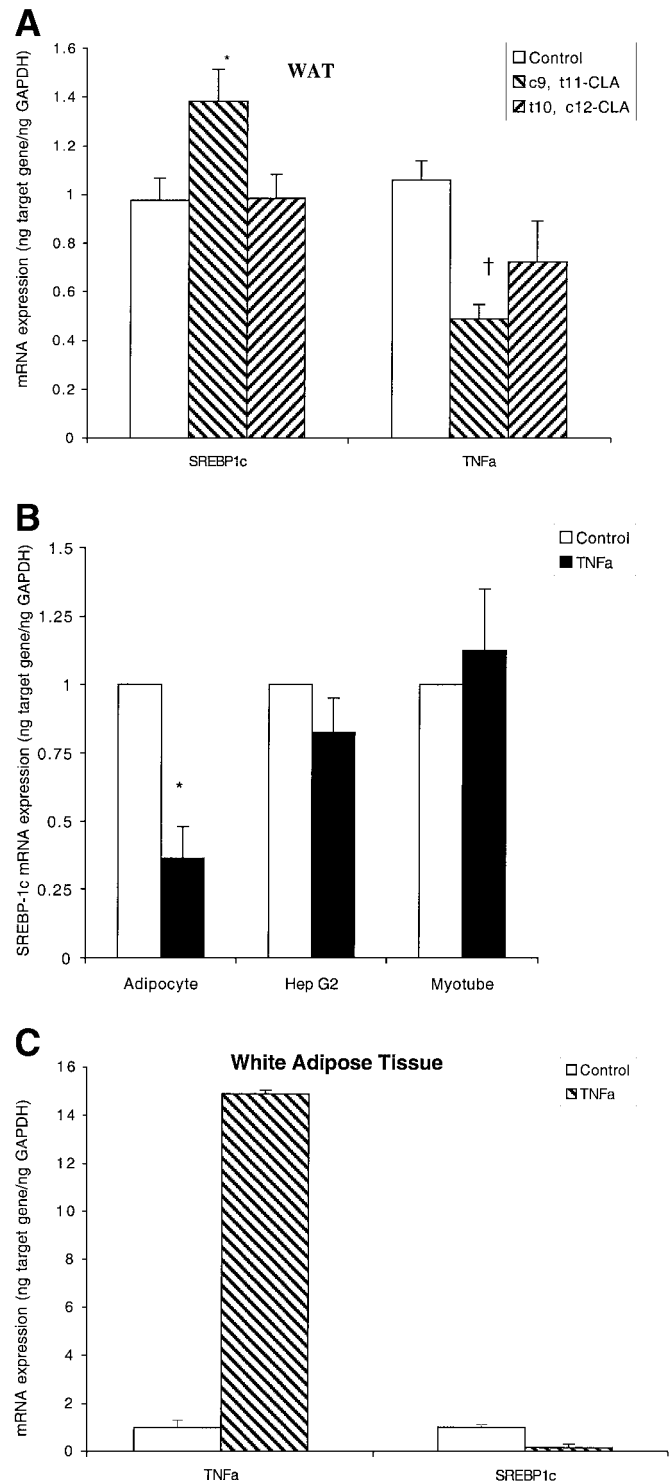 A
WAT
Control
c9, t11-CLA
t10, c12-CLA
mRNA expression (ng target gene/ng GAPDH)
1.6
1.4
1.2
1
0.8
0.6
0.4
0.2
0
*
†
SREBP1c
TNFa
B
Control
TNFa
SREBP-1c mRNA expression (ng target gene/ng GAPDH)
1.5
1.25
1
0.75
0.5
0.25
0
*
Adipocyte
Hep G2
Myotube
C
White Adipose Tissue
Control
TNFa
mRNA expression (ng target gene/ng GAPDH)
16
14
12
10
8
6
4
2
0
TNFa
SREBP1c